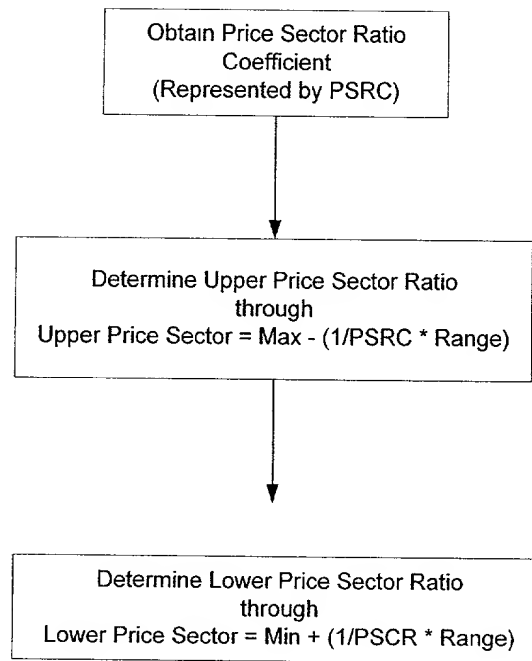 Obtain Price Sector Ratio
Coefficient
(Represented by PSRC)
Determine Upper Price Sector Ratio
through
Upper Price Sector = Max - (1/PSRC * Range)
Determine Lower Price Sector Ratio
through
Lower Price Sector = Min + (1/PSCR * Range)